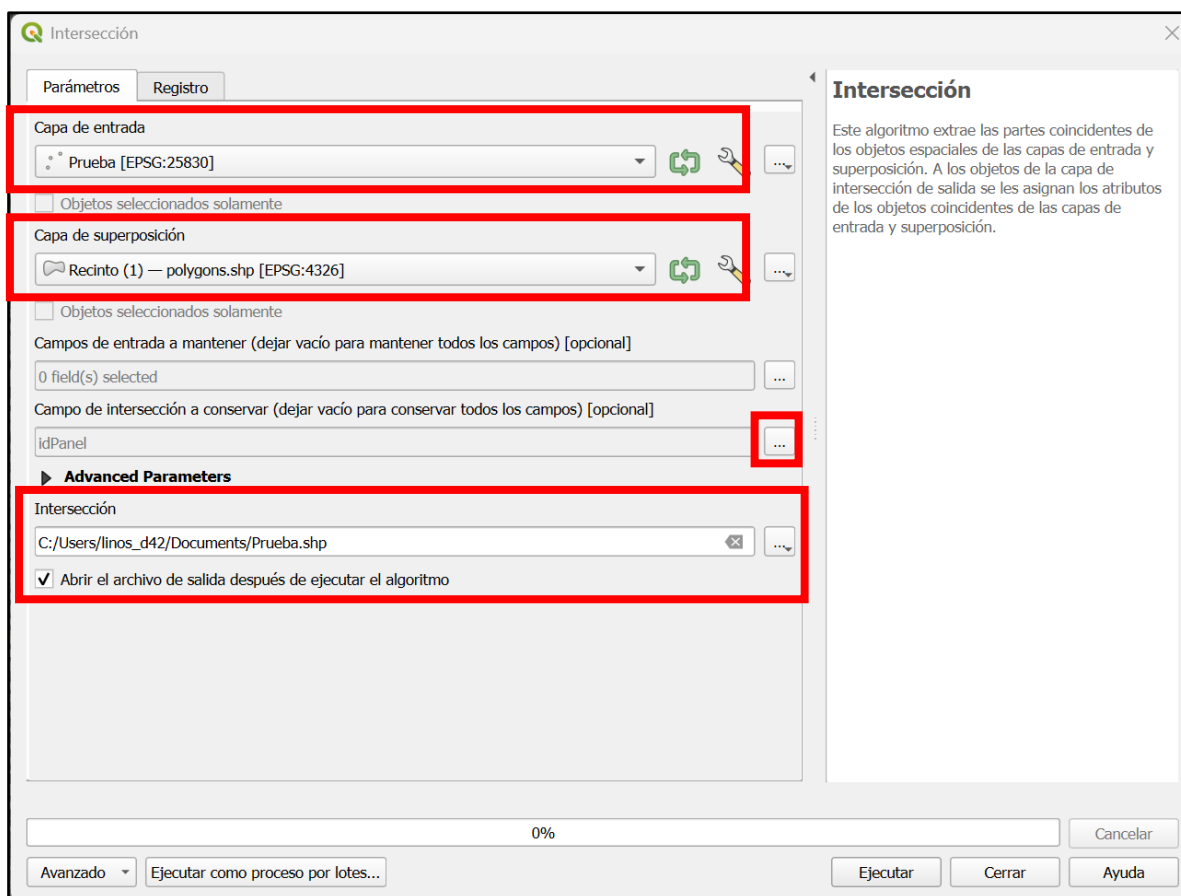 Intersección
Parámetros
Registro
Capa de entrada
Prueba [EPSG:25830]
...
Objetos seleccionados solamente
Capa de superposición
Recinto (1) — polygons.shp [EPSG:4326]
...
Objetos seleccionados solamente
Campos de entrada a mantener (dejar vacío para mantener todos los campos) [opcional]
0 field(s) selected
...
Campo de intersección a conservar (dejar vacío para conservar todos los campos) [opcional]
idPanel
...
Advanced Parameters
Intersección
C:/Users/linos_d42/Documents/Prueba.shp
...
Abrir el archivo de salida después de ejecutar el algoritmo
Intersección
Este algoritmo extrae las partes coincidentes de
los objetos espaciales de las capas de entrada y
superposición. A los objetos de la capa de
intersección de salida se les asignan los atributos
de los objetos coincidentes de las capas de
entrada y superposición.
0%
Cancelar
Avanzado
Ejecutar como proceso por lotes...
Ejecutar
Cerrar
Ayuda